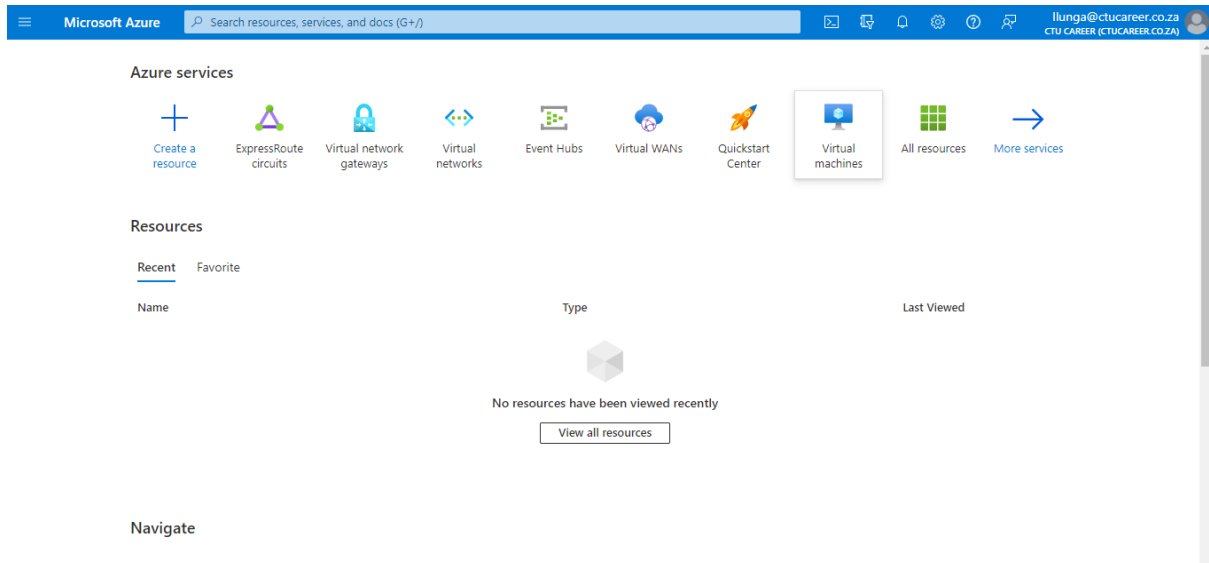 Microsoft Azure
Search resources, services, and docs (G+/)
llunga@ctucareer.co.za
CTU CAREER (CTUCAREER.CO.ZA)
Azure services
Create a resource
ExpressRoute circuits
Virtual network gateways
Virtual networks
Event Hubs
Virtual WANs
Quickstart Center
Virtual machines
All resources
More services
Resources
Recent Favorite
Name Type Last Viewed
No resources have been viewed recently
View all resources
Navigate